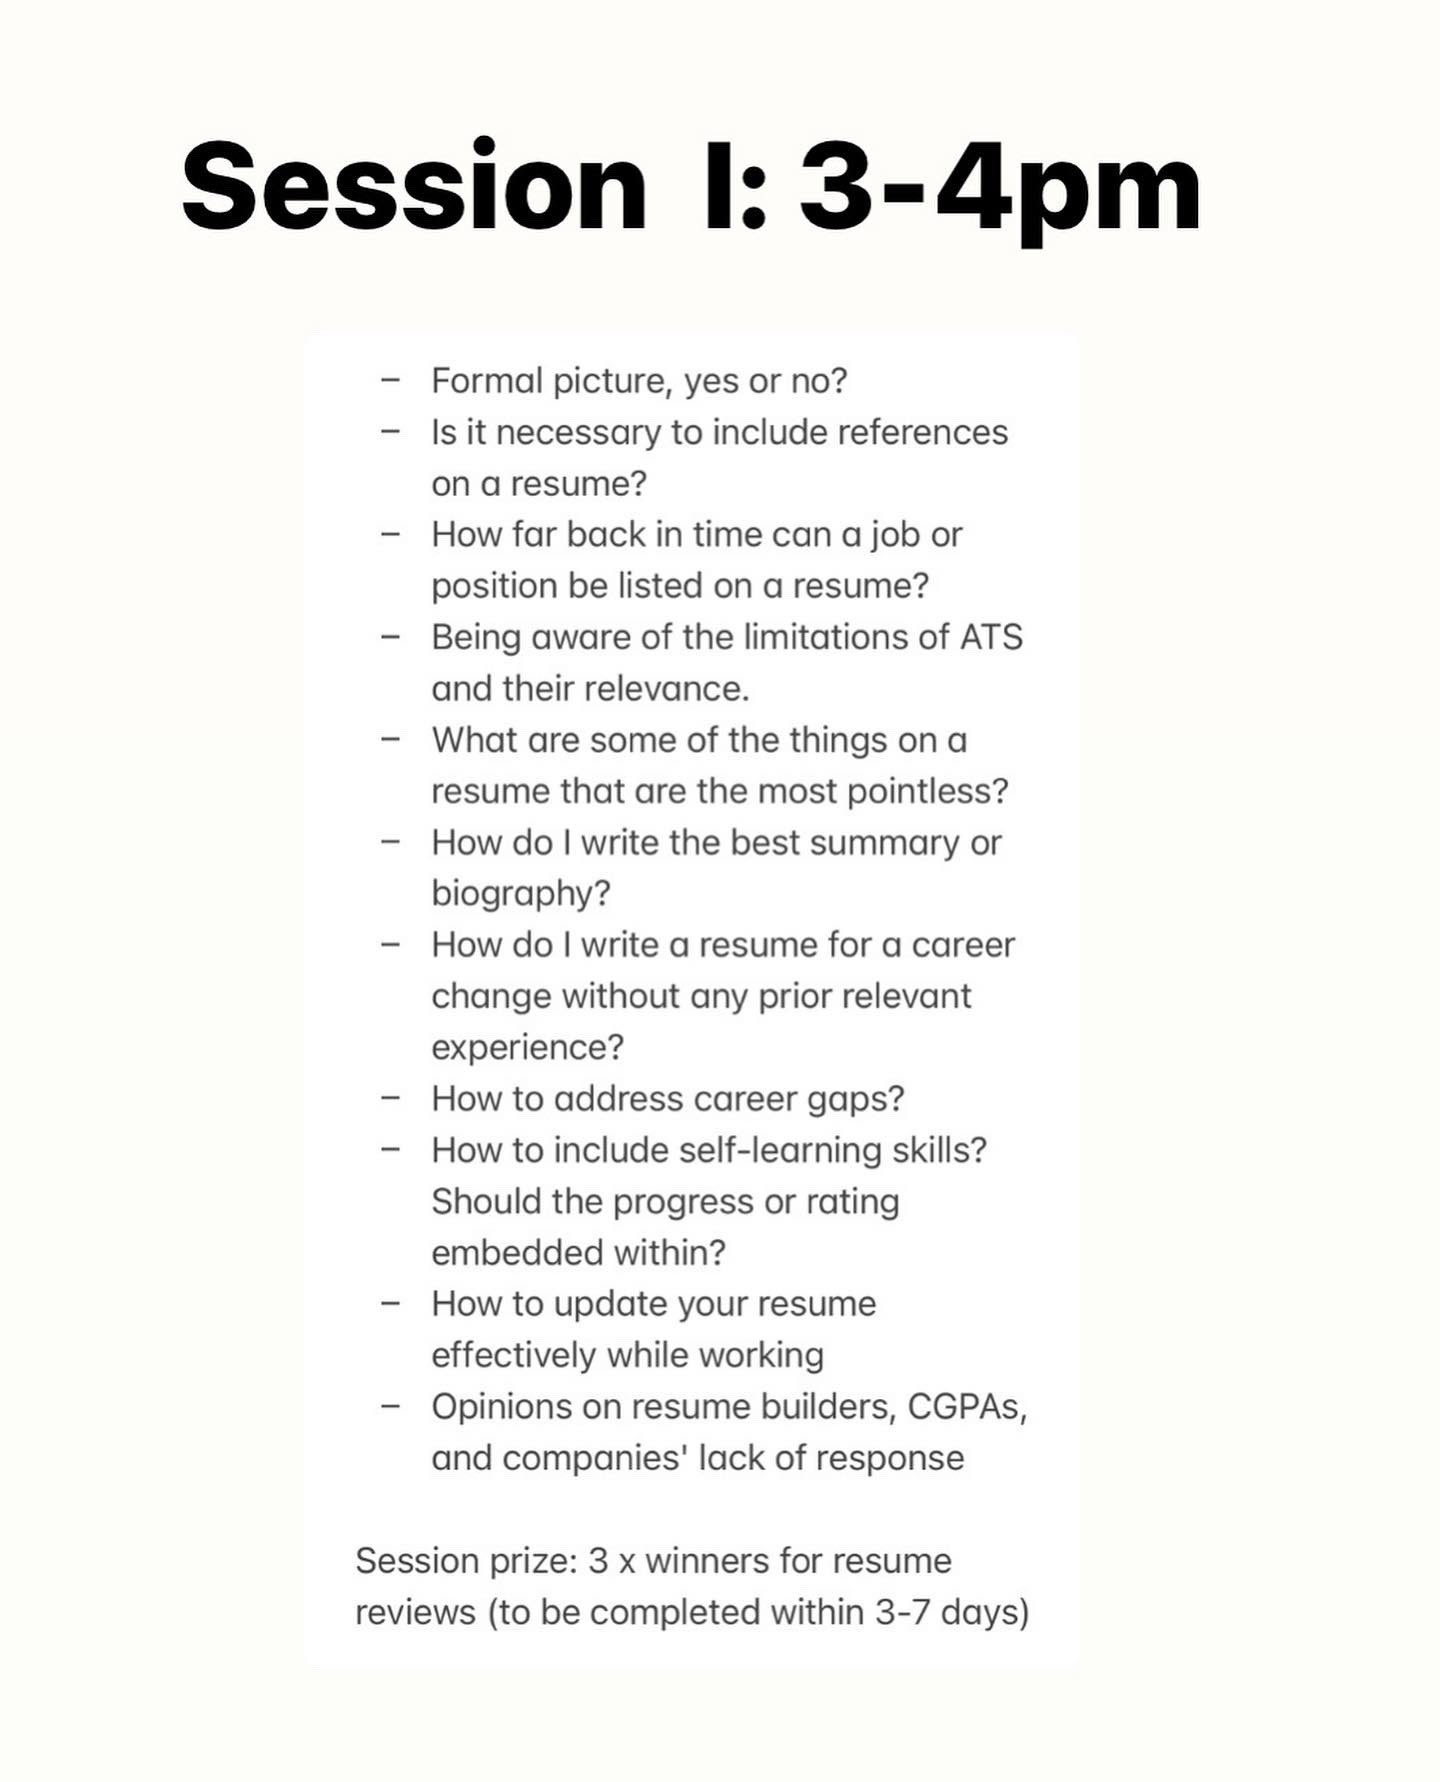 Session I: 3-4pm
– Formal picture, yes or no?
– Is it necessary to include references
on a resume?
– How far back in time can a job or
position be listed on a resume?
– Being aware of the limitations of ATS
and their relevance.
– What are some of the things on a
resume that are the most pointless?
– How do I write the best summary or
biography?
– How do I write a resume for a career
change without any prior relevant
experience?
– How to address career gaps?
– How to include self-learning skills?
Should the progress or rating
embedded within?
– How to update your resume
effectively while working
– Opinions on resume builders, CGPAs,
and companies' lack of response
Session prize: 3 x winners for resume
reviews (to be completed within 3-7 days)